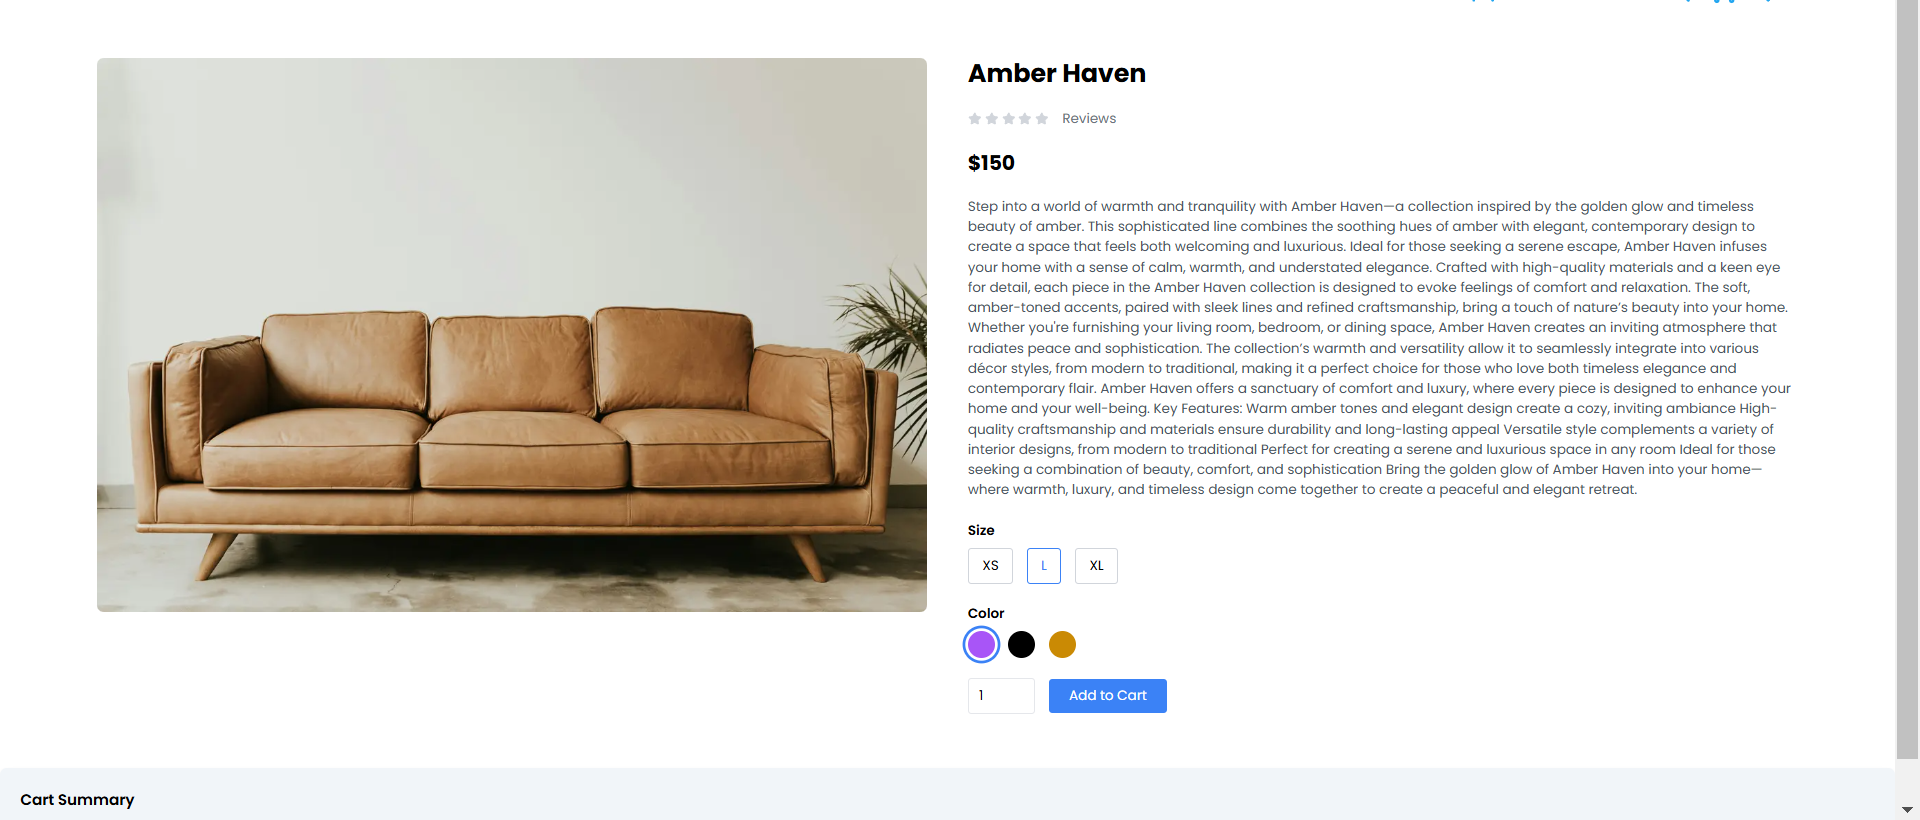 Amber Haven
Reviews
$150
Step into a world of warmth and tranquility with Amber Haven—a collection inspired by the golden glow and timeless
beauty of amber. This sophisticated line combines the soothing hues of amber with elegant, contemporary design to
create a space that feels both welcoming and luxurious. Ideal for those seeking a serene escape, Amber Haven infuses
your home with a sense of calm, warmth, and understated elegance. Crafted with high-quality materials and a keen eye
for detail, each piece in the Amber Haven collection is designed to evoke feelings of comfort and relaxation. The soft,
amber-toned accents, paired with sleek lines and refined craftsmanship, bring a touch of nature’s beauty into your home.
Whether you're furnishing your living room, bedroom, or dining space, Amber Haven creates an inviting atmosphere that
radiates peace and sophistication. The collection’s warmth and versatility allow it to seamlessly integrate into various
décor styles, from modern to traditional, making it a perfect choice for those who love both timeless elegance and
contemporary flair. Amber Haven offers a sanctuary of comfort and luxury, where every piece is designed to enhance your
home and your well-being. Key Features: Warm amber tones and elegant design create a cozy, inviting ambiance High-
quality craftsmanship and materials ensure durability and long-lasting appeal Versatile style complements a variety of
interior designs, from modern to traditional Perfect for creating a serene and luxurious space in any room Ideal for those
seeking a combination of beauty, comfort, and sophistication Bring the golden glow of Amber Haven into your home—
where warmth, luxury, and timeless design come together to create a peaceful and elegant retreat.
Size
XS L XL
Color
1 Add to Cart
Cart Summary